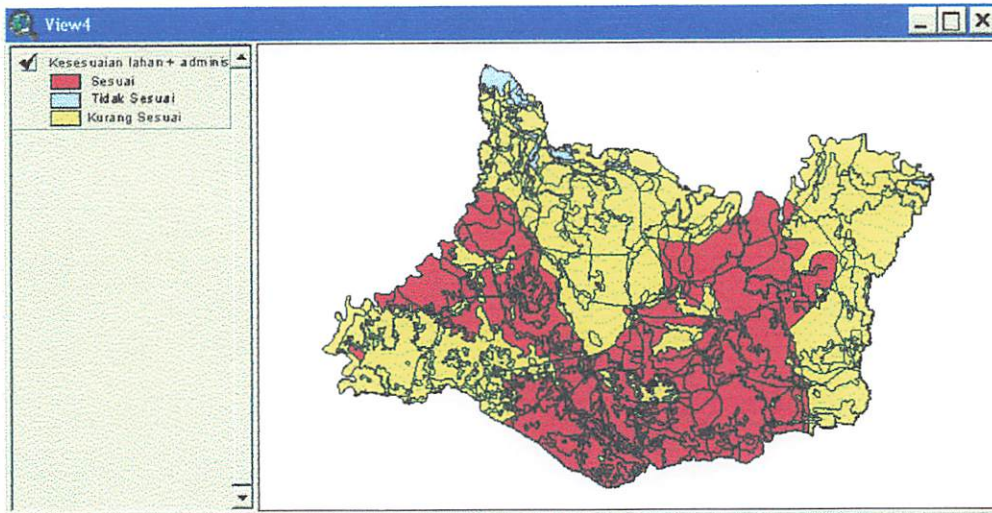 View4
Kesesuaian lahan + adminis
Sesuai
Tidak Sesuai
Kurang Sesuai